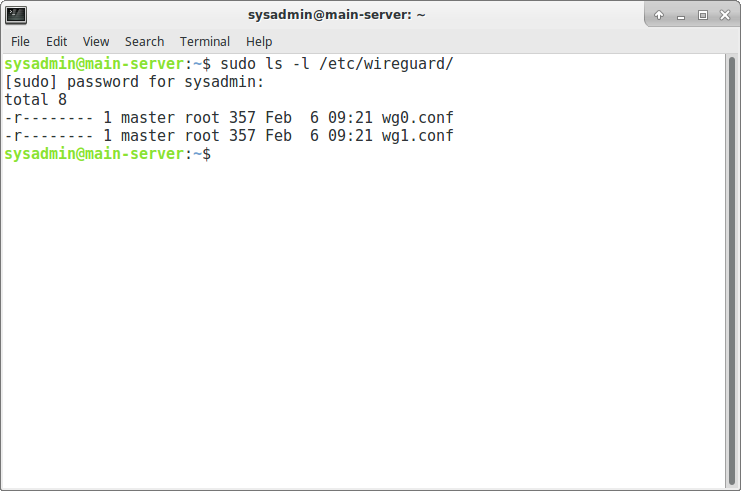 sysadmin@main-server: ~
File Edit View Search Terminal Help
sysadmin@main-server:~$ sudo ls -l /etc/wireguard/
[sudo] password for sysadmin:
total 8
-r-------- 1 master root 357 Feb  6 09:21 wg0.conf
-r-------- 1 master root 357 Feb  6 09:21 wg1.conf
sysadmin@main-server:~$